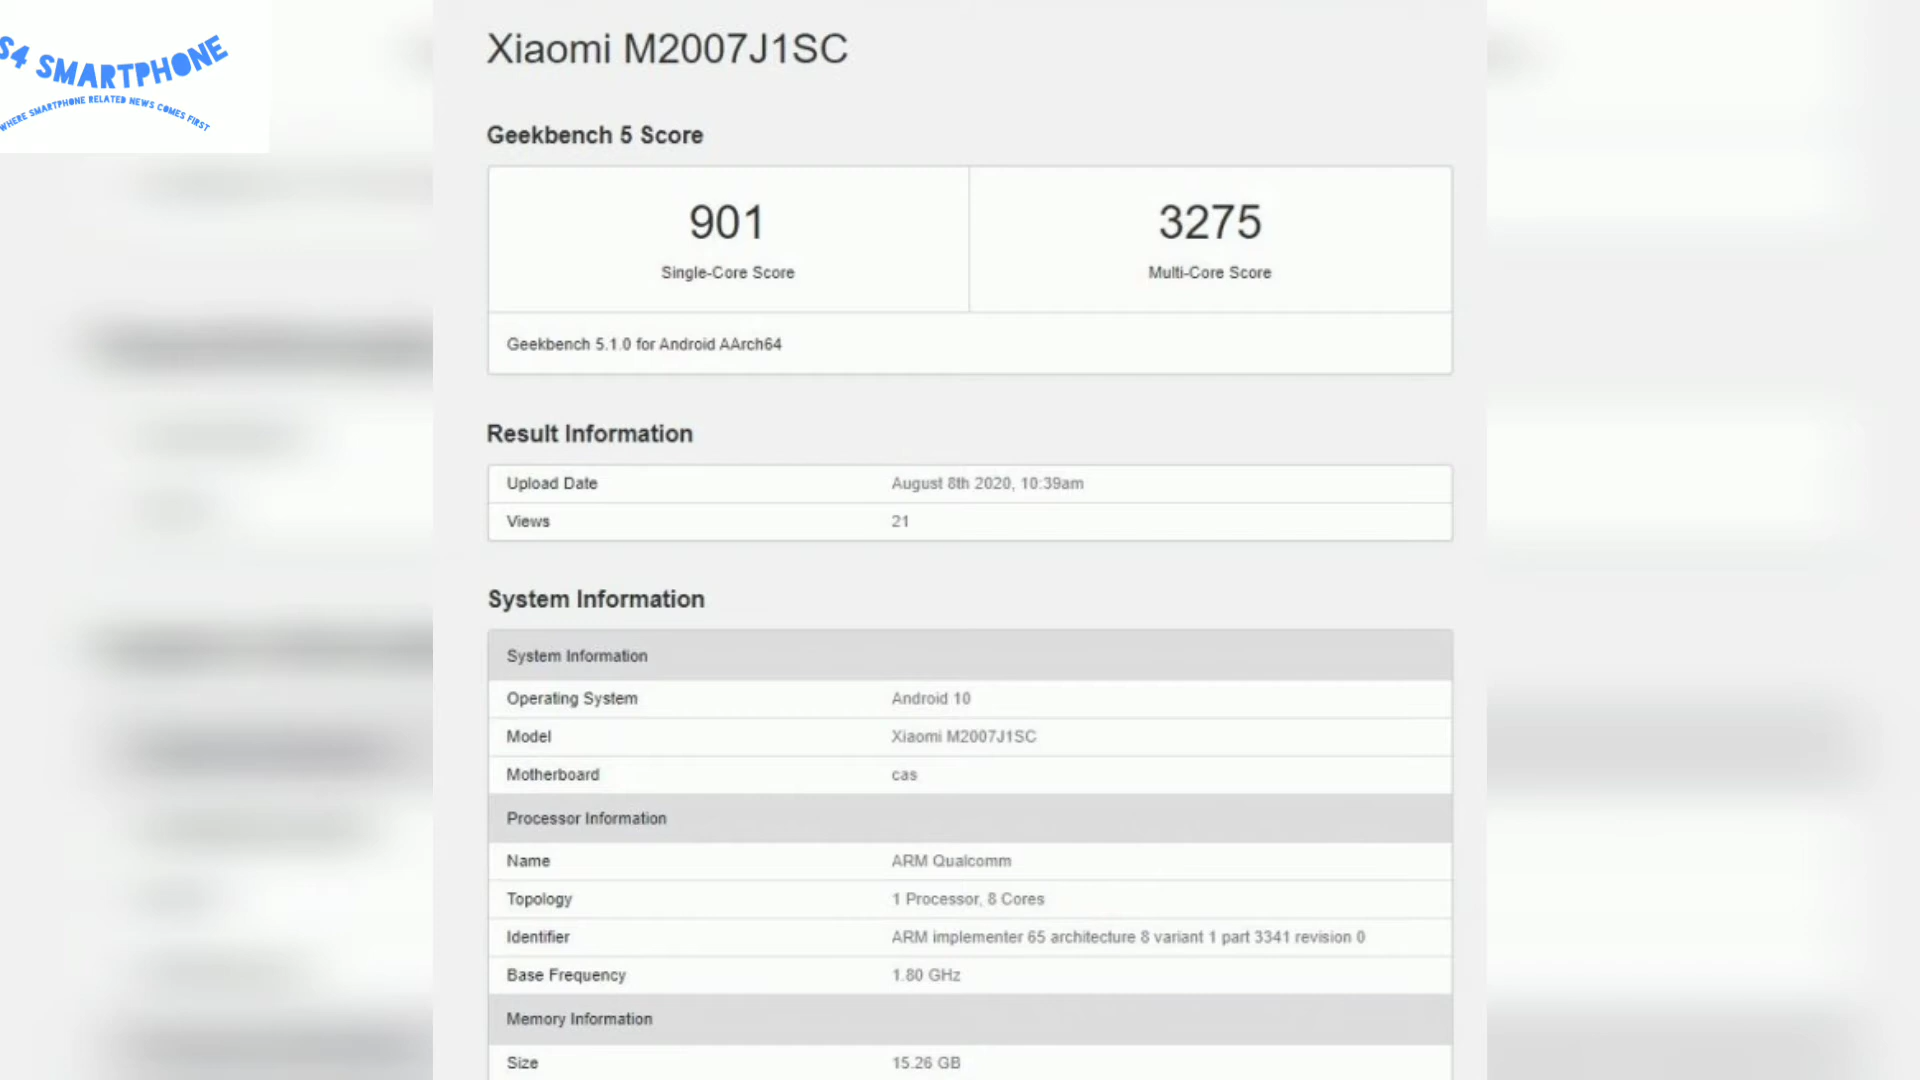 S4 SMARTPHONE
WHERE SMARTPHONE RELATED NEWS COMES FIRST
Xiaomi M2007J1SC
Geekbench 5 Score
901 3275
Single-Core Score Multi-Core Score
Geekbench 5.1.0 for Android AArch64
Result Information
Upload Date August 8th 2020, 10:39am
Views 21
System Information
System Information
Operating System Android 10
Model Xiaomi M2007J1SC
Motherboard cas
Processor Information
Name ARM Qualcomm
Topology 1 Processor, 8 Cores
Identifier ARM implementer 65 architecture 8 variant 1 part 3341 revision 0
Base Frequency 1.80 GHz
Memory Information
Size 15.26 GB